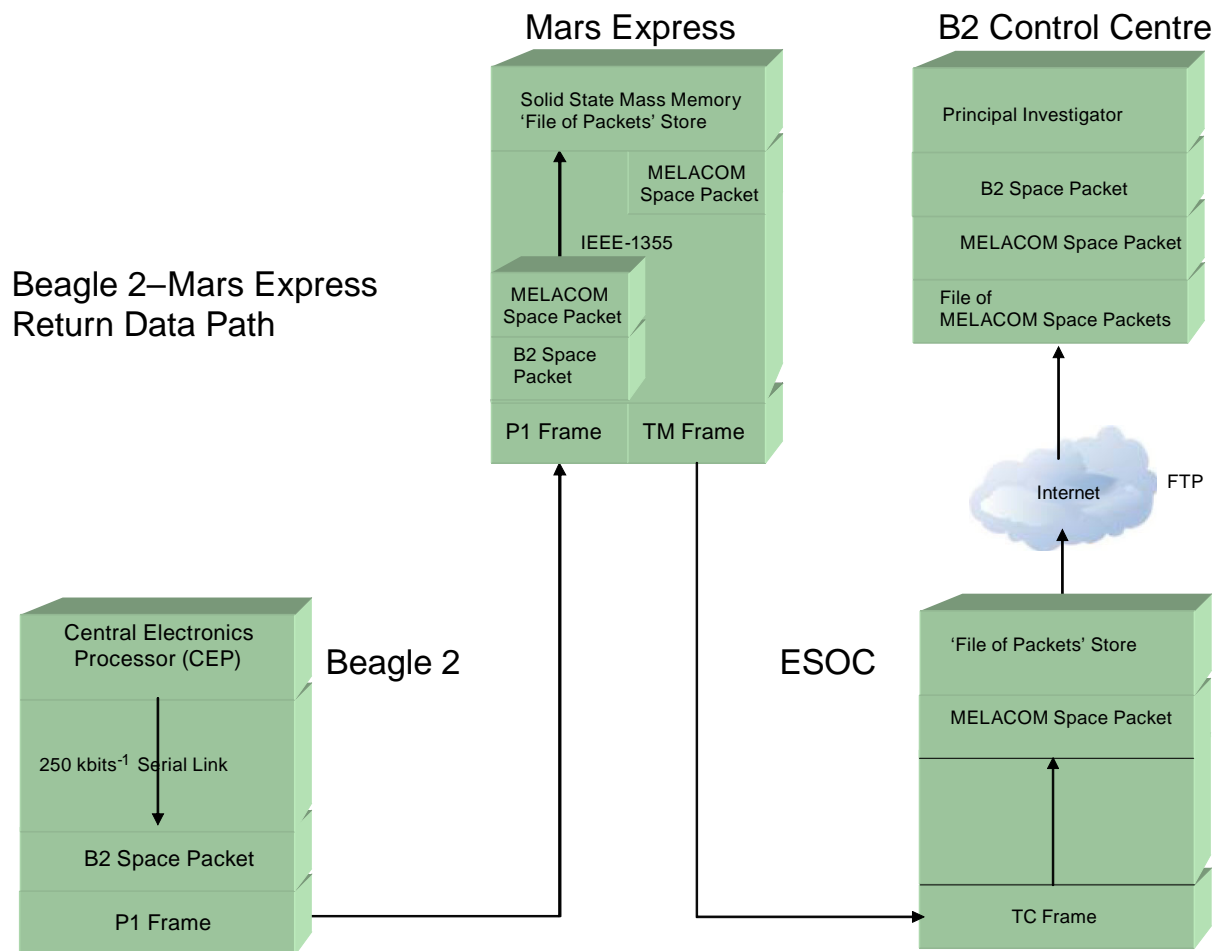 Mars Express
B2 Control Centre
Solid State Mass Memory
‘File of Packets’ Store
MELACOM
Space Packet
IEEE-1355
MELACOM
Space Packet
B2 Space
Packet
P1 Frame
TM Frame
Principal Investigator
B2 Space Packet
MELACOM Space Packet
File of
MELACOM Space Packets
Beagle 2–Mars Express
Return Data Path
Internet
FTP
Central Electronics
Processor (CEP)
Beagle 2
250 kbits-1 Serial Link
B2 Space Packet
P1 Frame
ESOC
‘File of Packets’ Store
MELACOM Space Packet
TC Frame